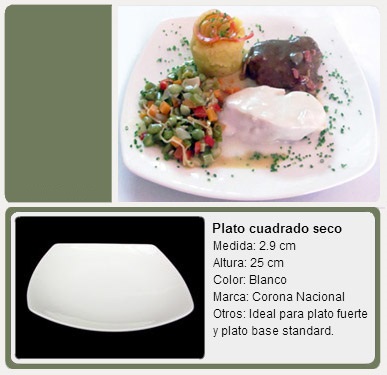 Plato cuadrado seco
Medida: 2.9 cm
Altura: 25 cm
Color: Blanco
Marca: Corona Nacional
Otros: Ideal para plato fuerte
y plato base standard.